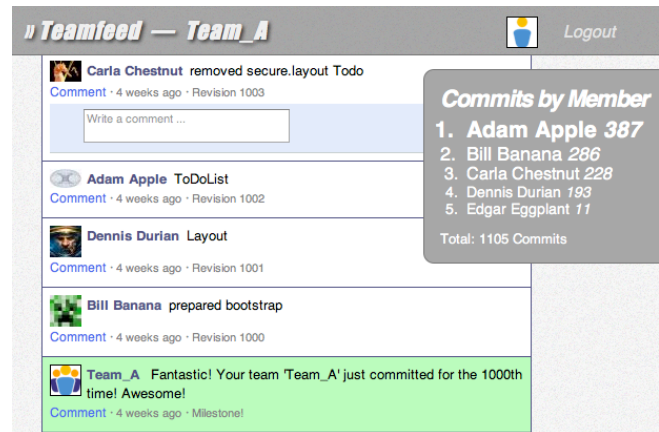 » Teamfeed — Team_A
Logout
Carla Chestnut removed secure.layout Todo
Comment · 4 weeks ago · Revision 1003
Write a comment ...
Adam Apple ToDoList
Comment · 4 weeks ago · Revision 1002
Dennis Durian Layout
Comment · 4 weeks ago · Revision 1001
Bill Banana prepared bootstrap
Comment · 4 weeks ago · Revision 1000
Team_A Fantastic! Your team 'Team_A' just committed for the 1000th
time! Awesome!
Comment · 4 weeks ago · Milestone!
Commits by Member
1. Adam Apple 387
2. Bill Banana 286
3. Carla Chestnut 228
4. Dennis Durian 193
5. Edgar Eggplant 11
Total: 1105 Commits